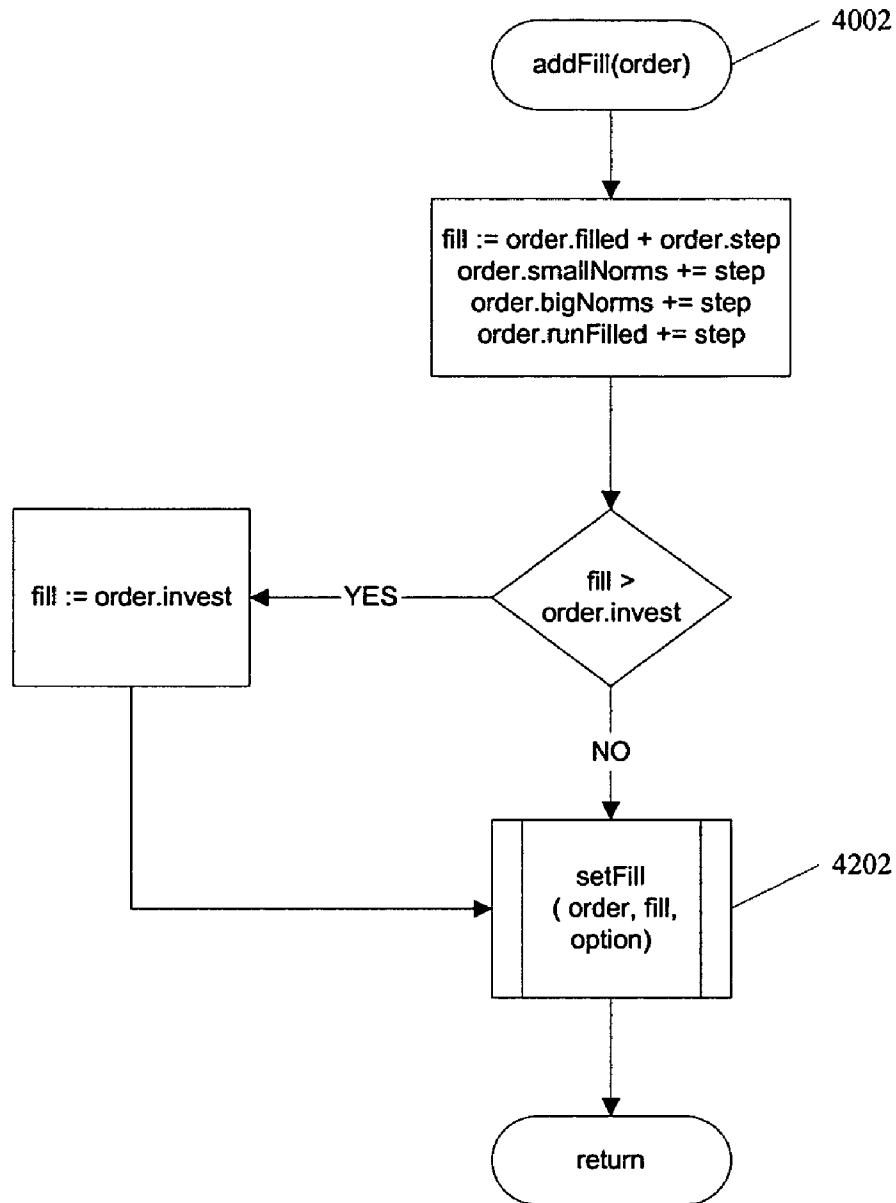 4002
addFill(order)
fill := order.filled + order.step
order.smallNorms += step
order.bigNorms += step
order.runFilled += step
fill >
order.invest
YES
fill := order.invest
NO
4202
setFill
( order, fill,
option)
return